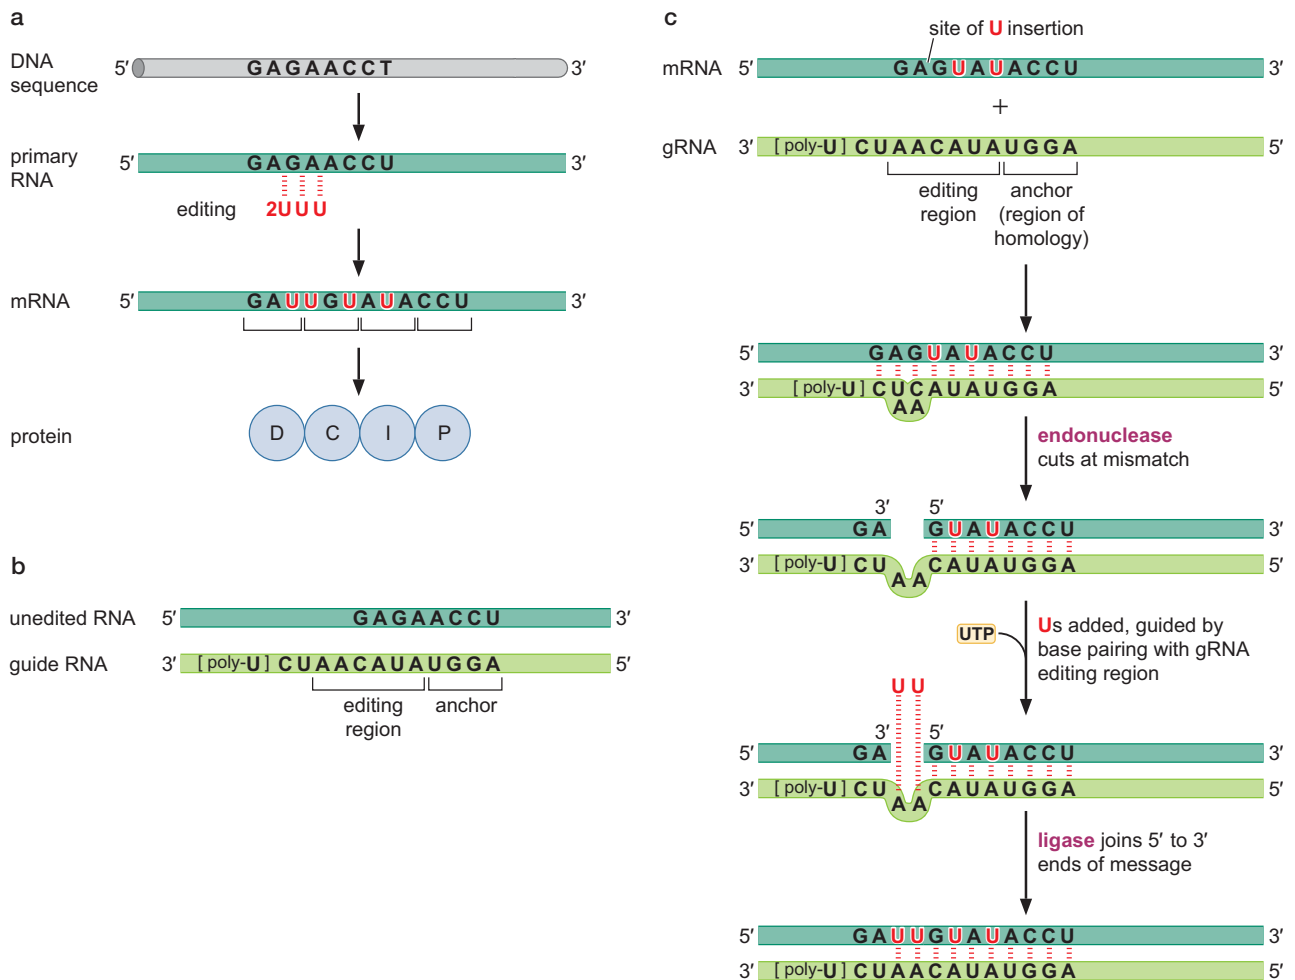 a
DNA
sequence
5′ GAGAACCT 3′
primary
RNA
5′ GAGAACCU 3′
editing 2UUU
mRNA 5′ GAUUGUAUACCU 3′
protein D C I P
b
unedited RNA 5′ GAGAACCU 3′
guide RNA 3′ [poly-U] CUAACAUAUGGA 5′
editing
region
anchor
c
site of U insertion
mRNA 5′ GAGUAUACCU 3′
+
gRNA 3′ [poly-U] CUAACAUAUGGA 5′
editing
region
anchor
(region of
homology)
5′ GAGUAUACCU 3′
3′ [poly-U] CUCAUAUGGA 5′
AA
endonuclease
cuts at mismatch
3′ 5′
5′ GA GUAUACCU 3′
3′ [poly-U] CU CAUAUGGA 5′
AA
UTP
Us added, guided by
base pairing with gRNA
editing region
UU
3′ 5′
5′ GA GUAUACCU 3′
3′ [poly-U] CU CAUAUGGA 5′
AA
ligase joins 5′ to 3′
ends of message
5′ GAUUGUAUACCU 3′
3′ [poly-U] CUAACAUAUGGA 5′